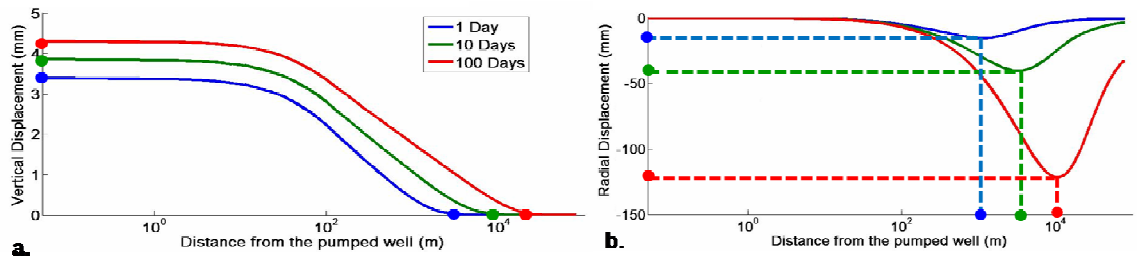 5
4
3
2
1
0
Vertical Displacement (mm)
1 Day
10 Days
100 Days
10^0
10^2
10^4
Distance from the pumped well (m)
a.
0
-50
-100
-150
Radial Displacement (mm)
10^0
10^2
10^4
Distance from the pumped well (m)
b.